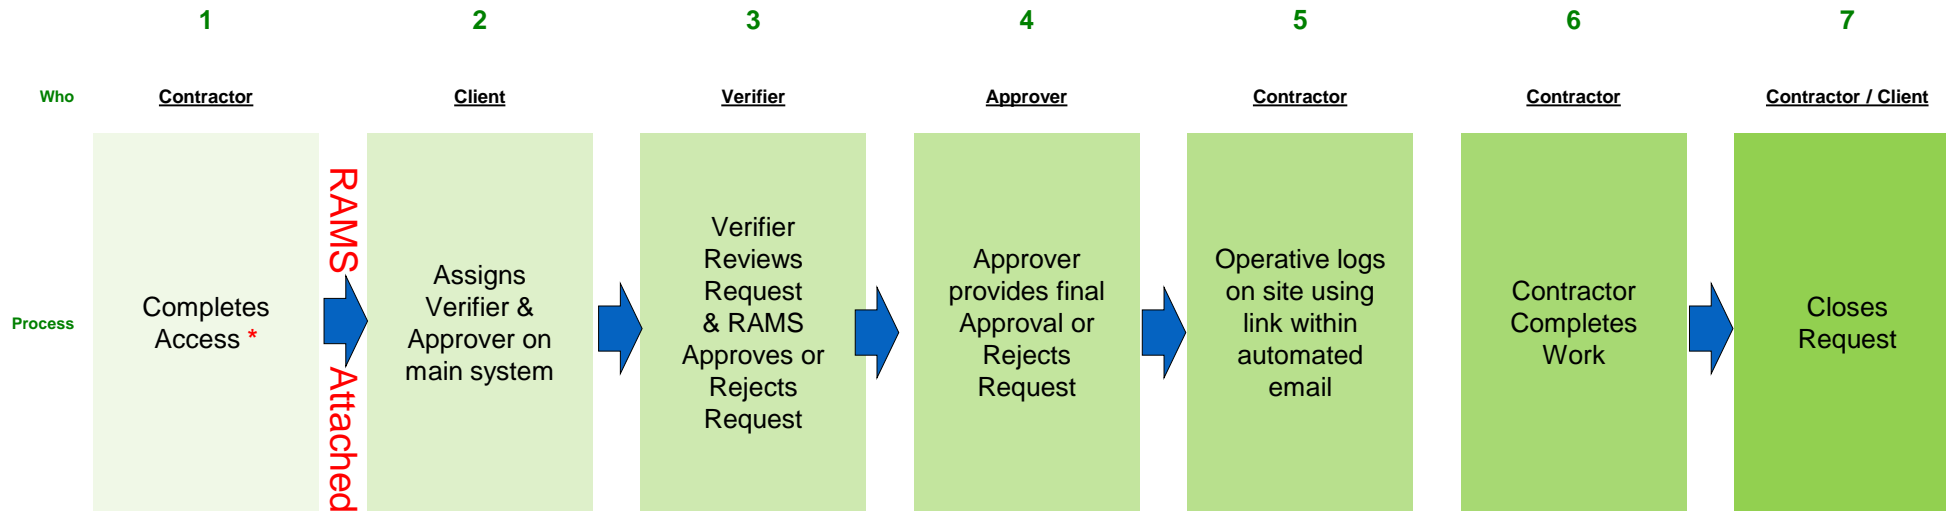 1
2
3
4
5
6
7
Who
Contractor
Client
Verifier
Approver
Contractor
Contractor
Contractor / Client
Process
Completes
Access *
RAMS
Attached
Assigns
Verifier &
Approver on
main system
Verifier
Reviews
Request
& RAMS
Approves or
Rejects
Request
Approver
provides final
Approval or
Rejects
Request
Operative logs
on site using
link within
automated
email
Contractor
Completes
Work
Closes
Request